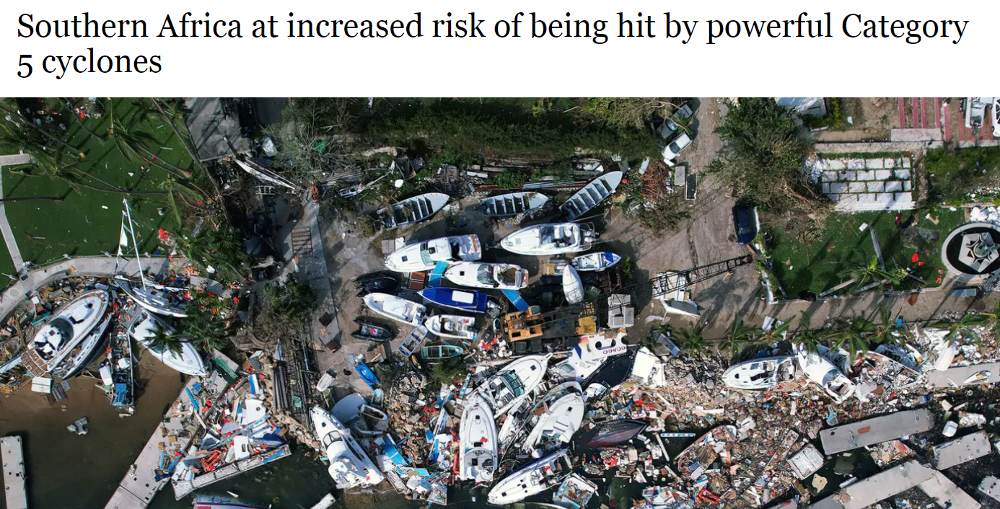 Southern Africa at increased risk of being hit by powerful Category
5 cyclones